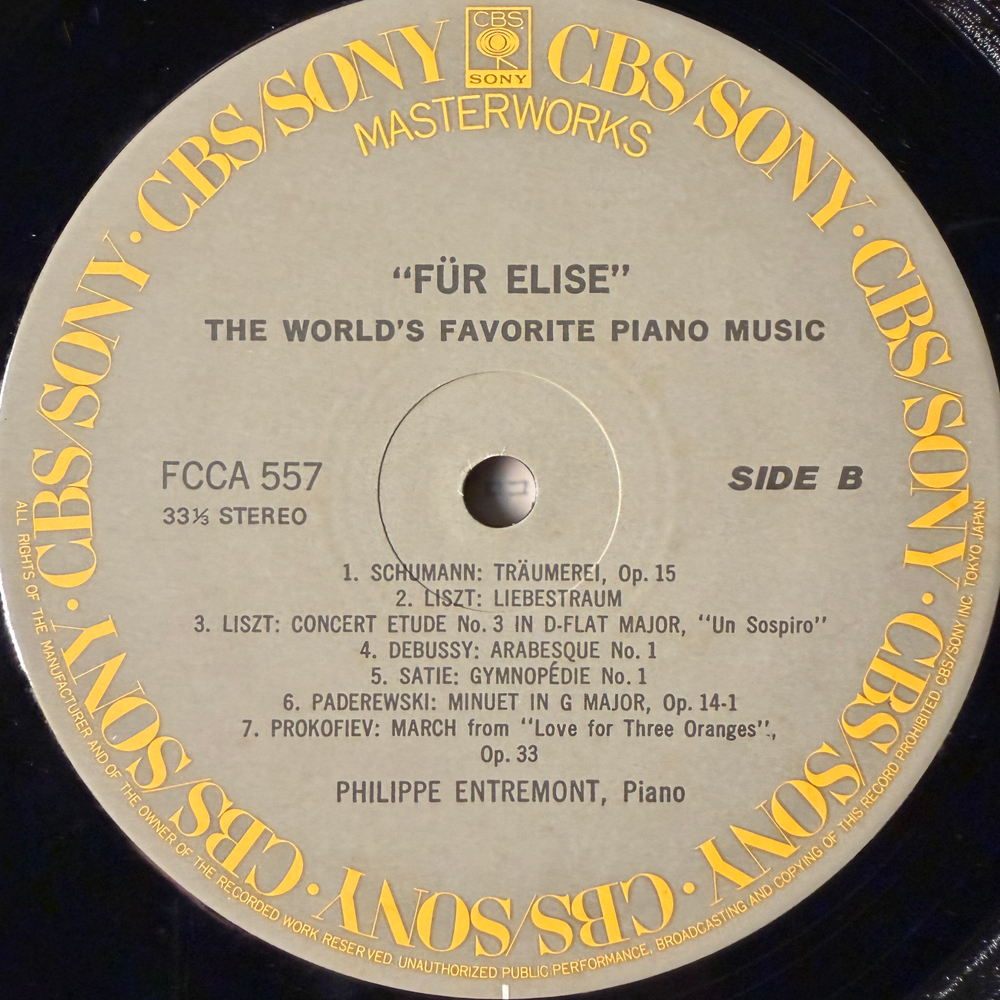 CBS
SONY
CBS/SONY · CBS/SONY · CBS/SONY · CBS/SONY · CBS/SONY · CBS/SONY · CBS/SONY · CBS/SONY
MASTERWORKS
“FÜR ELISE”
THE WORLD’S FAVORITE PIANO MUSIC
FCCA 557
33⅓ STEREO
SIDE B
1. SCHUMANN: TRÄUMEREI, Op. 15
2. LISZT: LIEBESTRAUM
3. LISZT: CONCERT ETUDE No. 3 IN D-FLAT MAJOR, “Un Sospiro”
4. DEBUSSY: ARABESQUE No. 1
5. SATIE: GYMNOPÉDIE No. 1
6. PADEREWSKI: MINUET IN G MAJOR, Op. 14-1
7. PROKOFIEV: MARCH from “Love for Three Oranges”,
Op. 33
PHILIPPE ENTREMONT, Piano
ALL RIGHTS OF THE MANUFACTURER AND OF THE OWNER OF THE RECORDED WORK RESERVED UNAUTHORIZED PUBLIC PERFORMANCE, BROADCASTING AND COPYING OF THIS RECORD PROHIBITED. CBS/SONY INC. TOKYO JAPAN.